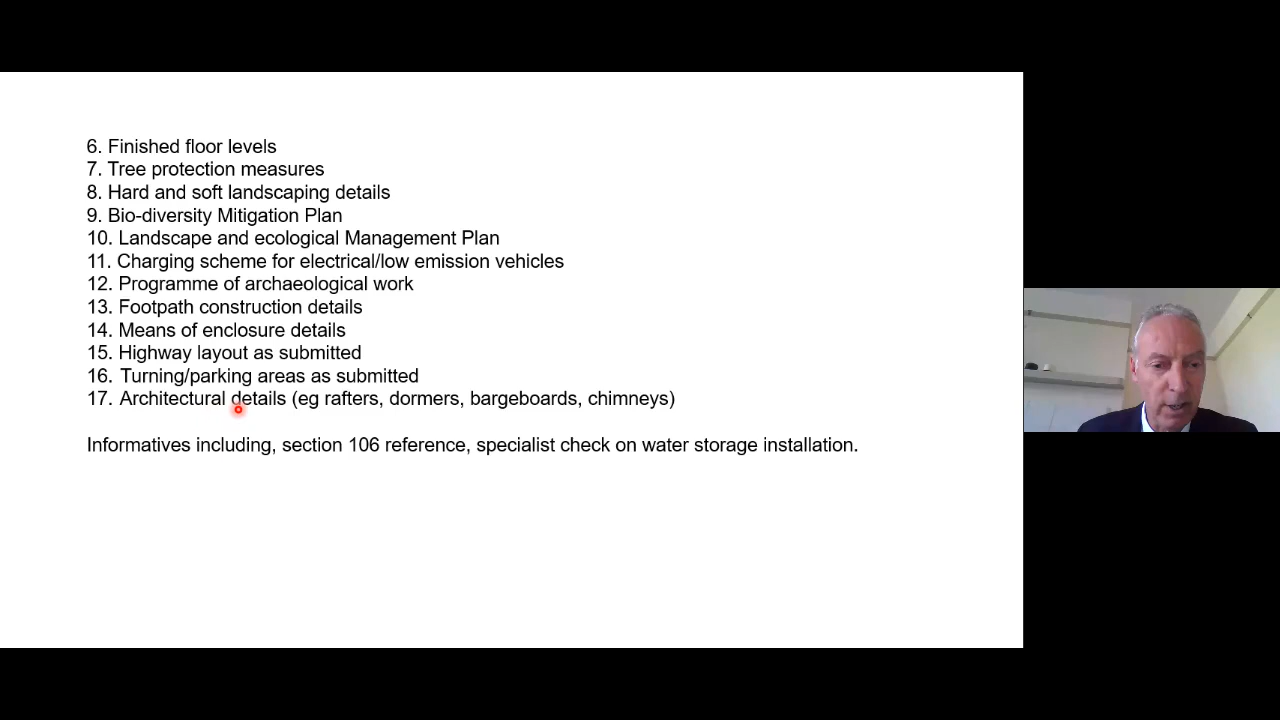 6. Finished floor levels
7. Tree protection measures
8. Hard and soft landscaping details
9. Bio-diversity Mitigation Plan
10. Landscape and ecological Management Plan
11. Charging scheme for electrical/low emission vehicles
12. Programme of archaeological work
13. Footpath construction details
14. Means of enclosure details
15. Highway layout as submitted
16. Turning/parking areas as submitted
17. Architectural details (eg rafters, dormers, bargeboards, chimneys)
Informatives including, section 106 reference, specialist check on water storage installation.